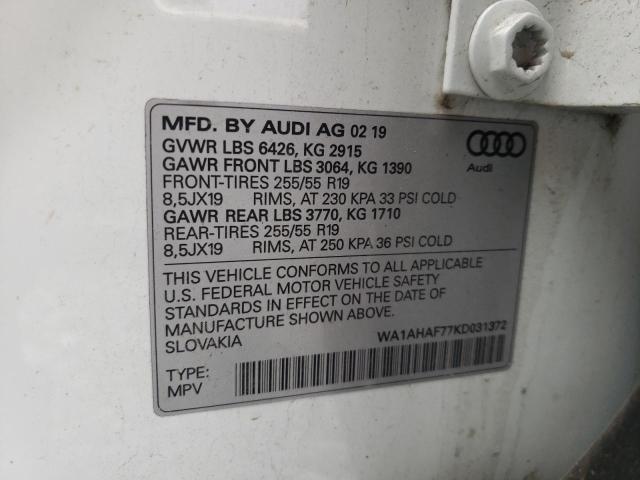 MFD. BY AUDI AG 02 19
GVWR LBS 6426, KG 2915
GAWR FRONT LBS 3064, KG 1390
FRONT-TIRES 255/55 R19
8,5JX19 RIMS, AT 230 KPA 33 PSI COLD
GAWR REAR LBS 3770, KG 1710
REAR-TIRES 255/55 R19
8,5JX19 RIMS, AT 250 KPA 36 PSI COLD
Audi
THIS VEHICLE CONFORMS TO ALL APPLICABLE
U.S. FEDERAL MOTOR VEHICLE SAFETY
STANDARDS IN EFFECT ON THE DATE OF
MANUFACTURE SHOWN ABOVE.
SLOVAKIA
WA1AHAF77KD031372
TYPE:
MPV